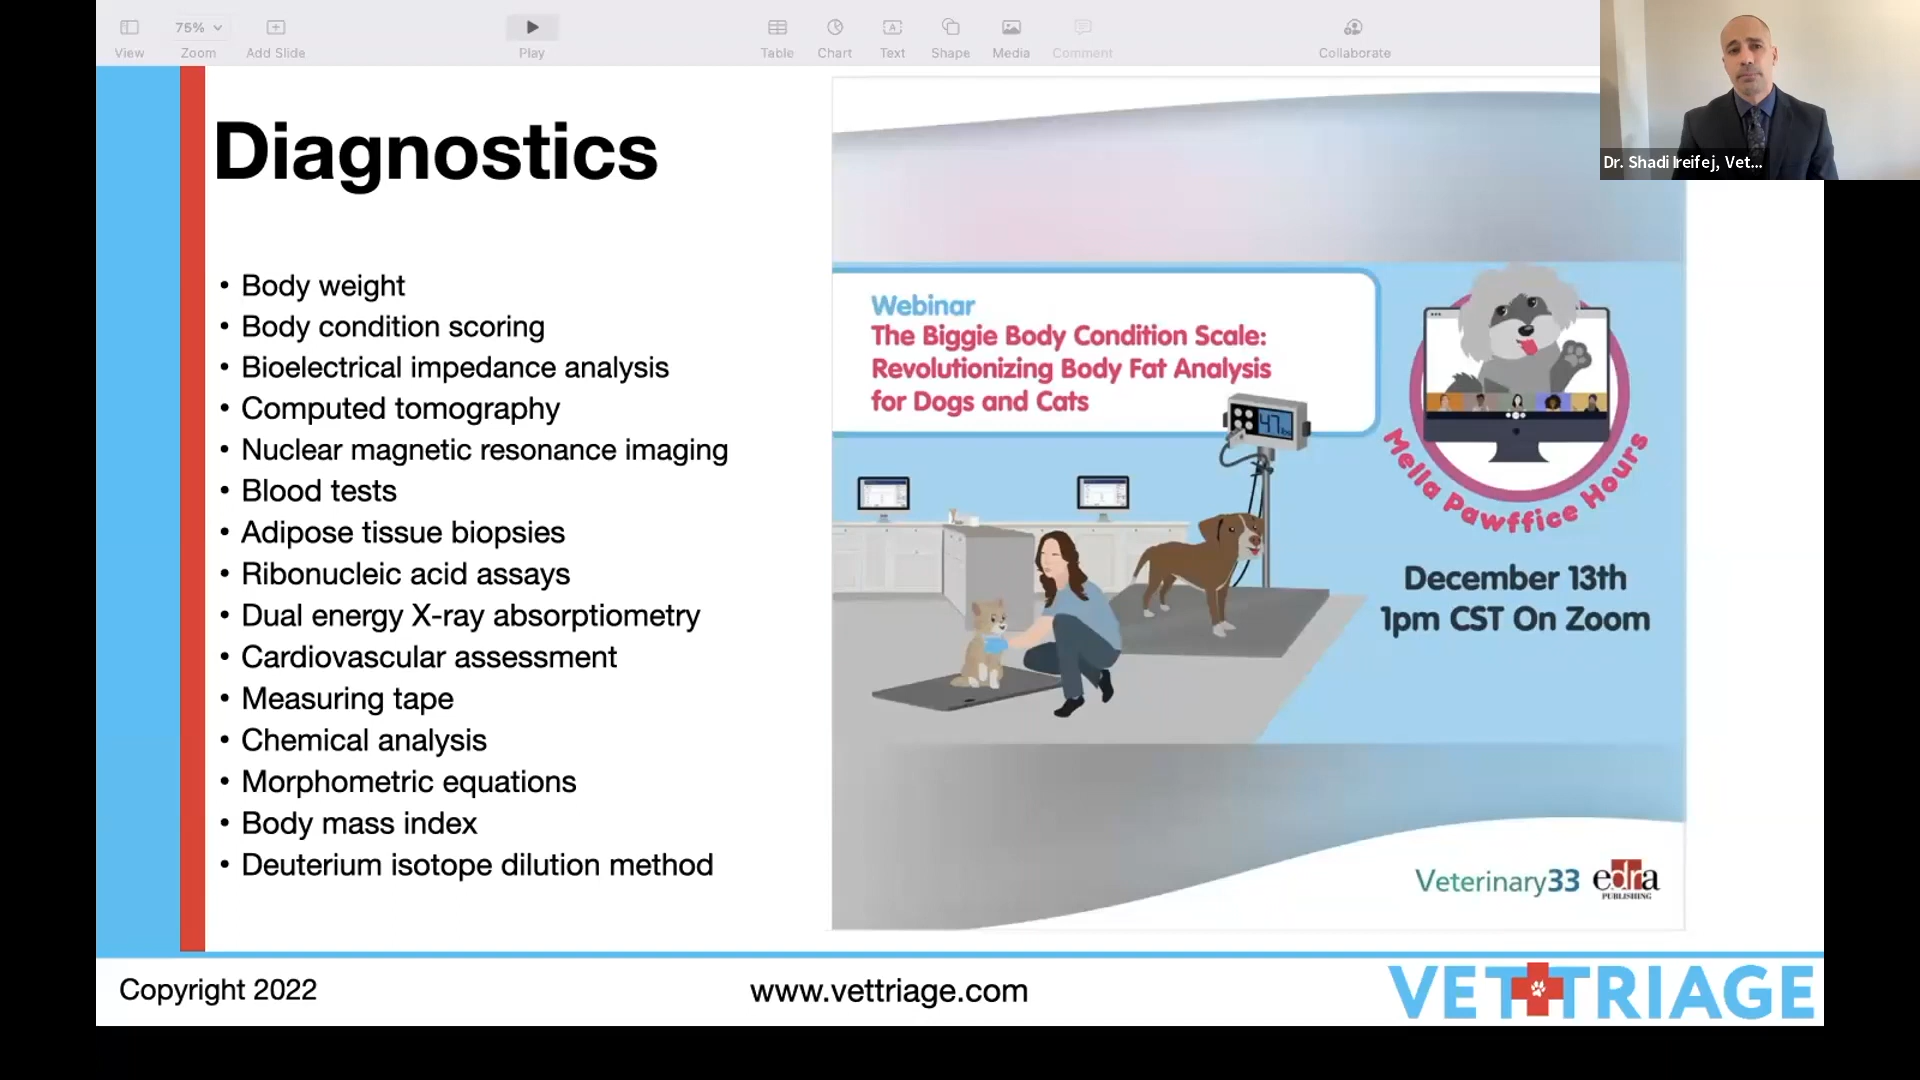 View
75%
Zoom
Add Slide
Play
Table
Chart
Text
Shape
Media
Comment
Collaborate
Dr. Shadi Ireifej, Vet...
Diagnostics
• Body weight
• Body condition scoring
• Bioelectrical impedance analysis
• Computed tomography
• Nuclear magnetic resonance imaging
• Blood tests
• Adipose tissue biopsies
• Ribonucleic acid assays
• Dual energy X-ray absorptiometry
• Cardiovascular assessment
• Measuring tape
• Chemical analysis
• Morphometric equations
• Body mass index
• Deuterium isotope dilution method
Webinar
The Biggie Body Condition Scale:
Revolutionizing Body Fat Analysis
for Dogs and Cats
47 lbs
Mella Pawffice Hours
December 13th
1pm CST On Zoom
Veterinary33
edra
PUBLISHING
Copyright 2022
www.vettriage.com
VETTRIAGE